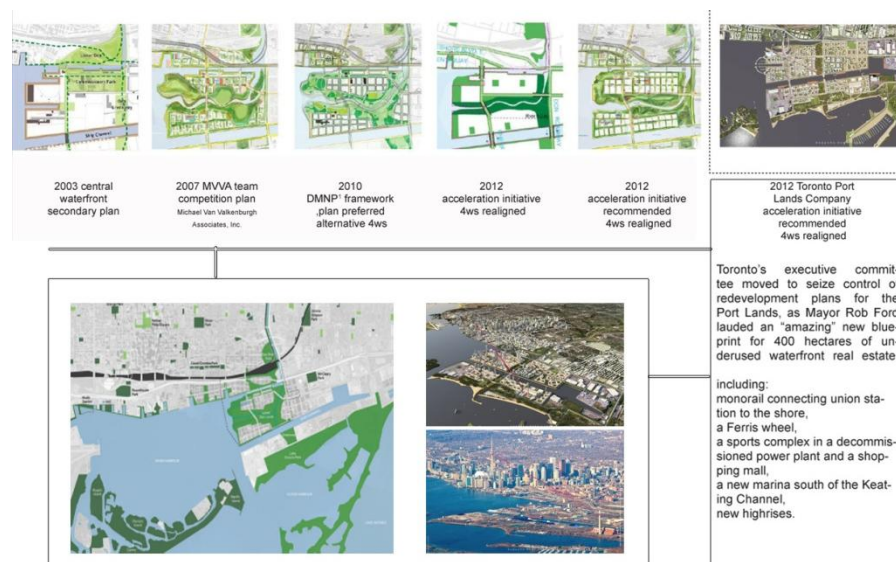 2003 central
waterfront
secondary plan
2007 MVVA team
competition plan
Michael Van Valkenburgh
Associates, Inc.
2010
DMNP¹ framework
,plan preferred
alternative 4ws
2012
acceleration initiative
4ws realigned
2012
acceleration initiative
recommended
4ws realigned
2012 Toronto Port
Lands Company
acceleration initiative
recommended
4ws realigned
Toronto's executive commit-
tee moved to seize control of
redevelopment plans for the
Port Lands, as Mayor Rob Ford
lauded an "amazing" new blue-
print for 400 hectares of un-
derused waterfront real estate
including:
monorail connecting union sta-
tion to the shore,
a Ferris wheel,
a sports complex in a decommis-
sioned power plant and a shop-
ping mall,
a new marina south of the Keat-
ing Channel,
new highrises.
Ship Channel